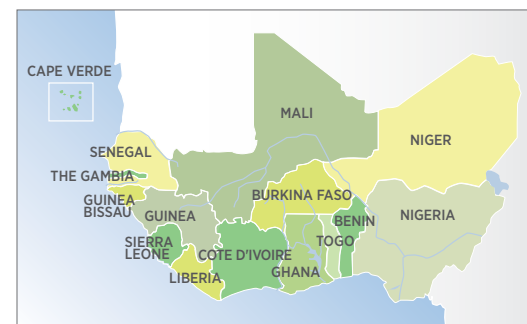 CAPE VERDE
MALI
NIGER
SENEGAL
THE GAMBIA
GUINEA
BISSAU
GUINEA
BURKINA FASO
NIGERIA
BENIN
SIERRA
LEONE
COTE D'IVOIRE
TOGO
GHANA
LIBERIA